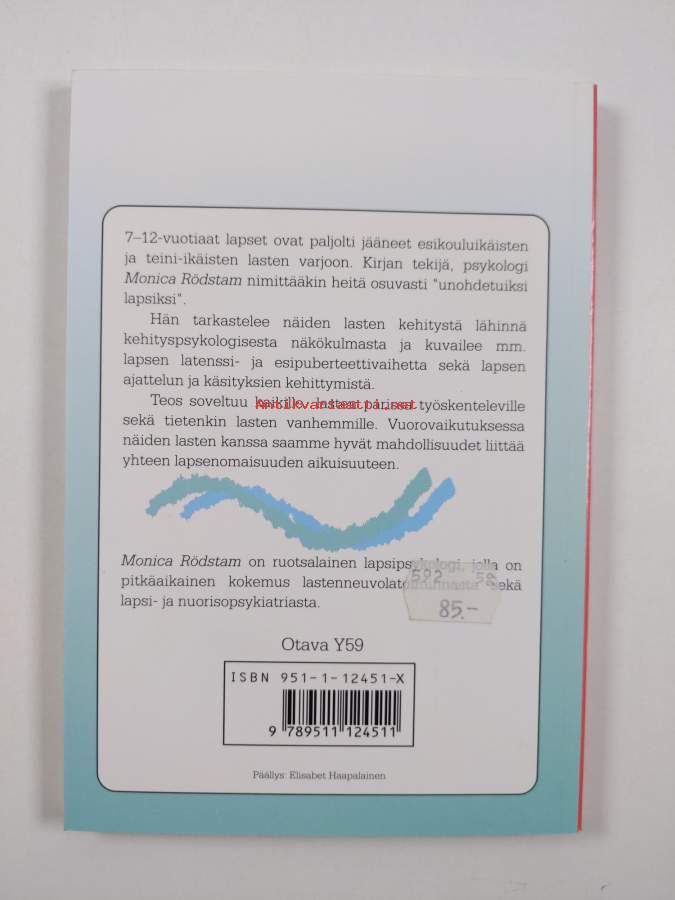 7–12-vuotiaat lapset ovat paljolti jääneet esikouluikäisten
ja teini-ikäisten lasten varjoon. Kirjan tekijä, psykologi
Monica Rödstam nimittääkin heitä osuvasti "unohdetuiksi
lapsiksi".
Hän tarkastelee näiden lasten kehitystä lähinnä
kehityspsykologisesta näkökulmasta ja kuvailee mm.
lapsen latenssi- ja esipuberteettivaihetta sekä lapsen
ajattelun ja käsityksien kehittymistä.
Teos soveltuu kaikille lasten parissa työskenteleville
antikvariaatti.net
sekä tietenkin lasten vanhemmille. Vuorovaikutuksessa
näiden lasten kanssa saamme hyvät mahdollisuudet liittää
yhteen lapsenomaisuuden aikuisuuteen.
Monica Rödstam on ruotsalainen lapsipsykologi, jolla on
pitkäaikainen kokemus lastenneuvolatoiminnasta sekä
lapsi- ja nuorisopsykiatriasta.
592 58
85.-
Otava Y59
ISBN 951-1-12451-X
9 789511 124511
Päällys: Elisabet Haapalainen